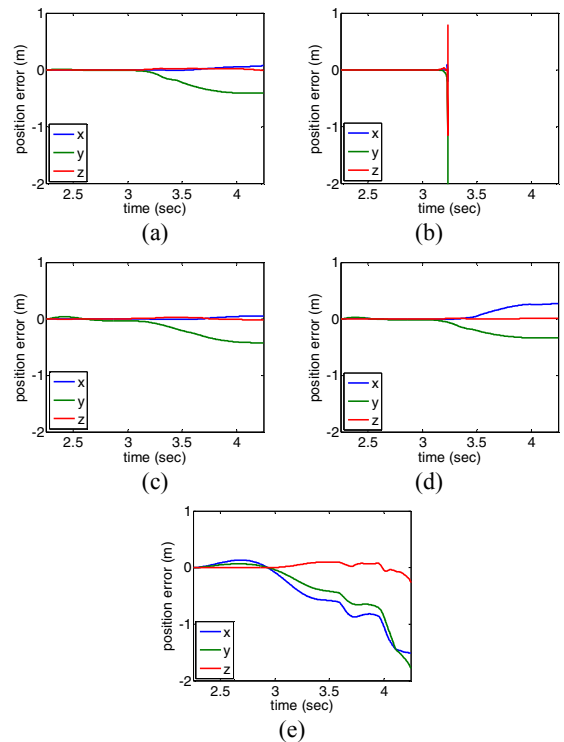 1
0
-1
-2
position error (m)
x
y
z
2.5 3 3.5 4
time (sec)
(a)
1
0
-1
-2
position error (m)
x
y
z
2.5 3 3.5 4
time (sec)
(b)
1
0
-1
-2
position error (m)
x
y
z
2.5 3 3.5 4
time (sec)
(c)
1
0
-1
-2
position error (m)
x
y
z
2.5 3 3.5 4
time (sec)
(d)
1
0
-1
-2
position error (m)
x
y
z
2.5 3 3.5 4
time (sec)
(e)